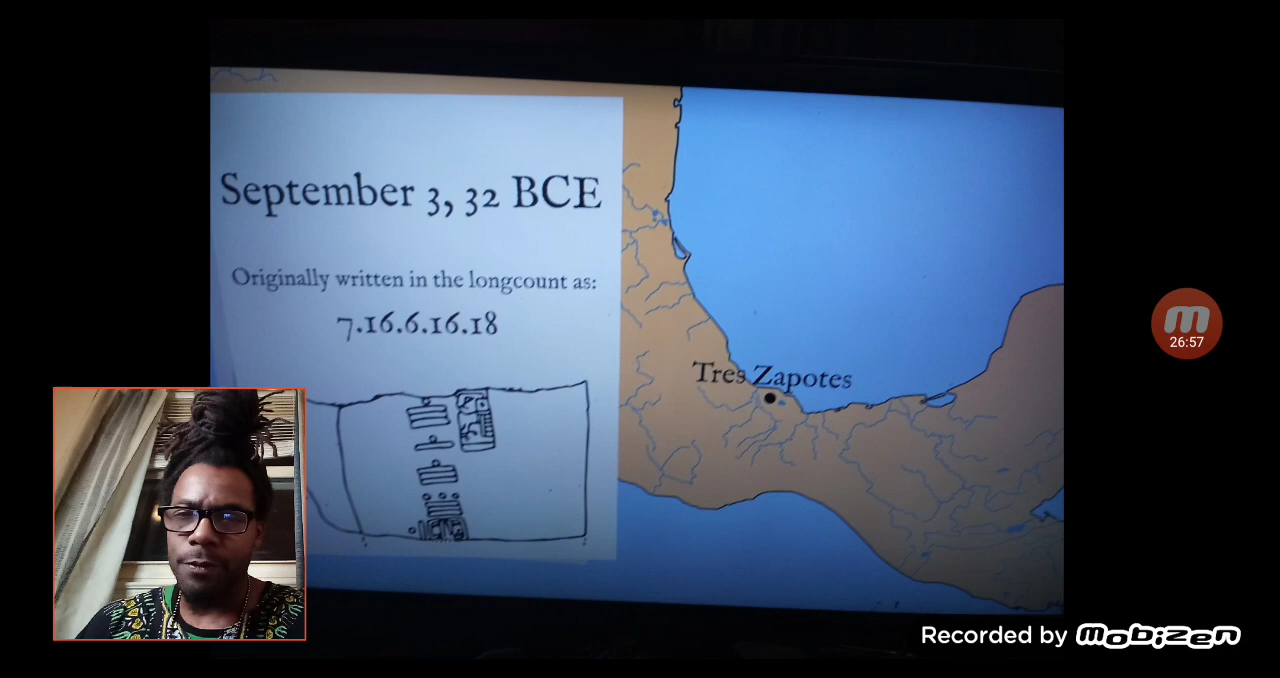 September 3, 32 BCE
Originally written in the longcount as:
7.16.6.16.18
Tres Zapotes
26:57
Recorded by mobizen